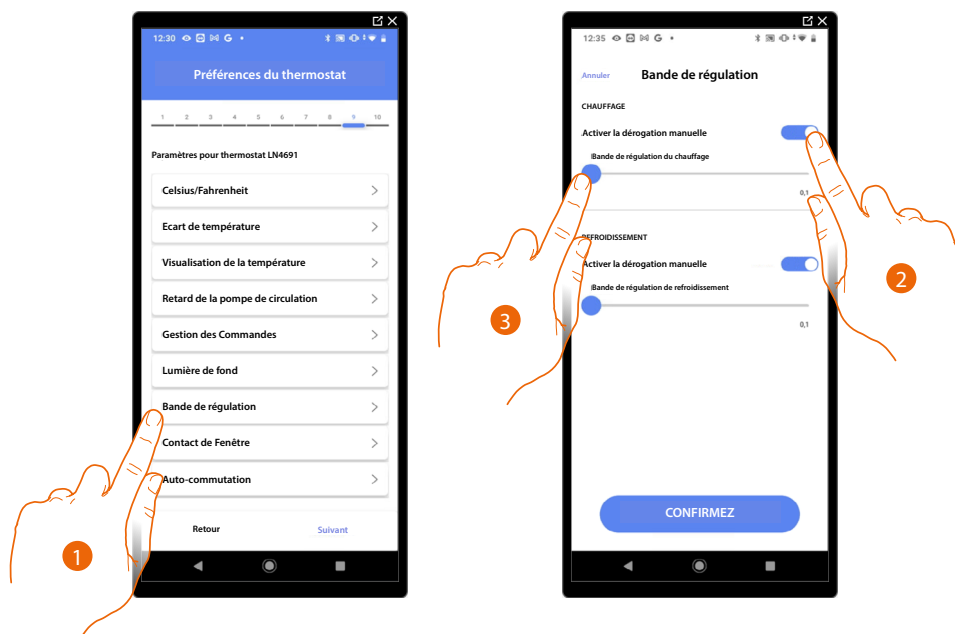 12:30 G
Préférences du thermostat
1 2 3 4 5 6 7 8 9 10
Paramètres pour thermostat LN4691
Celsius/Fahrenheit
Ecart de température
Visualisation de la température
Retard de la pompe de circulation
Gestion des Commandes
Lumière de fond
Bande de régulation
Contact de Fenêtre
Auto-commutation
Retour Suivant
1
12:35 G
Annuler Bande de régulation
CHAUFFAGE
Activer la dérogation manuelle
Bande de régulation du chauffage
0,1
REFROIDISSEMENT
Activer la dérogation manuelle
Bande de régulation de refroidissement
0,1
CONFIRMEZ
2
3